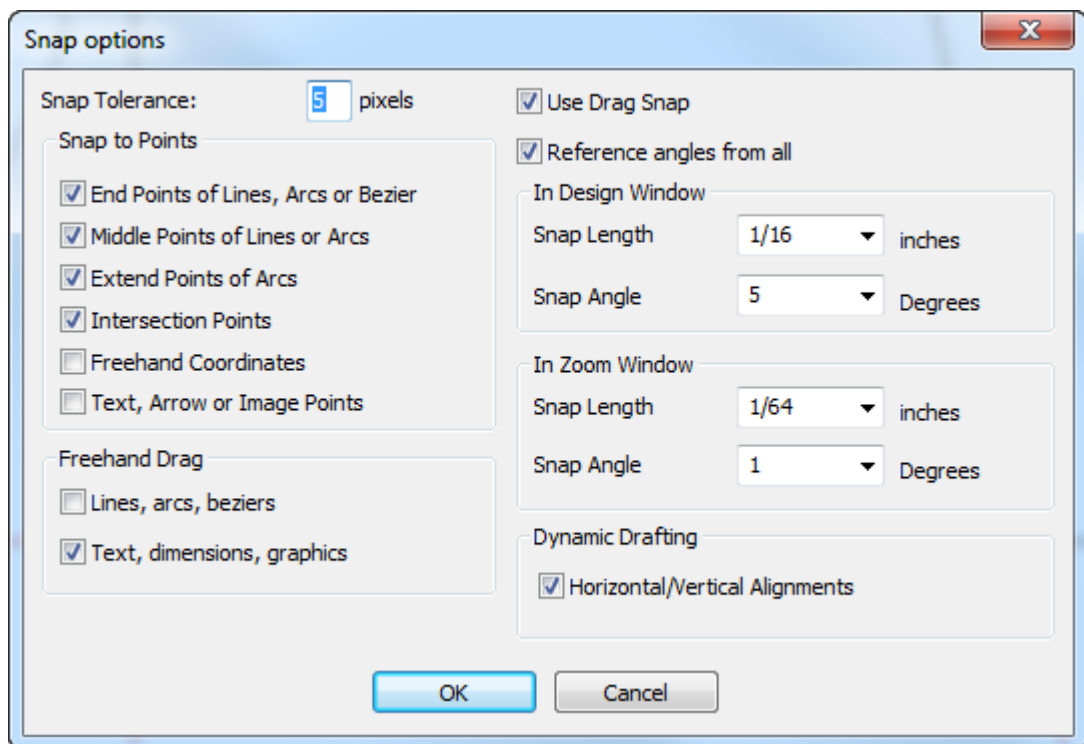 Snap options
Snap Tolerance: 5 pixels
Snap to Points
End Points of Lines, Arcs or Bezier
Middle Points of Lines or Arcs
Extend Points of Arcs
Intersection Points
Freehand Coordinates
Text, Arrow or Image Points
Freehand Drag
Lines, arcs, beziers
Text, dimensions, graphics
Use Drag Snap
Reference angles from all
In Design Window
Snap Length 1/16 inches
Snap Angle 5 Degrees
In Zoom Window
Snap Length 1/64 inches
Snap Angle 1 Degrees
Dynamic Drafting
Horizontal/Vertical Alignments
OK Cancel